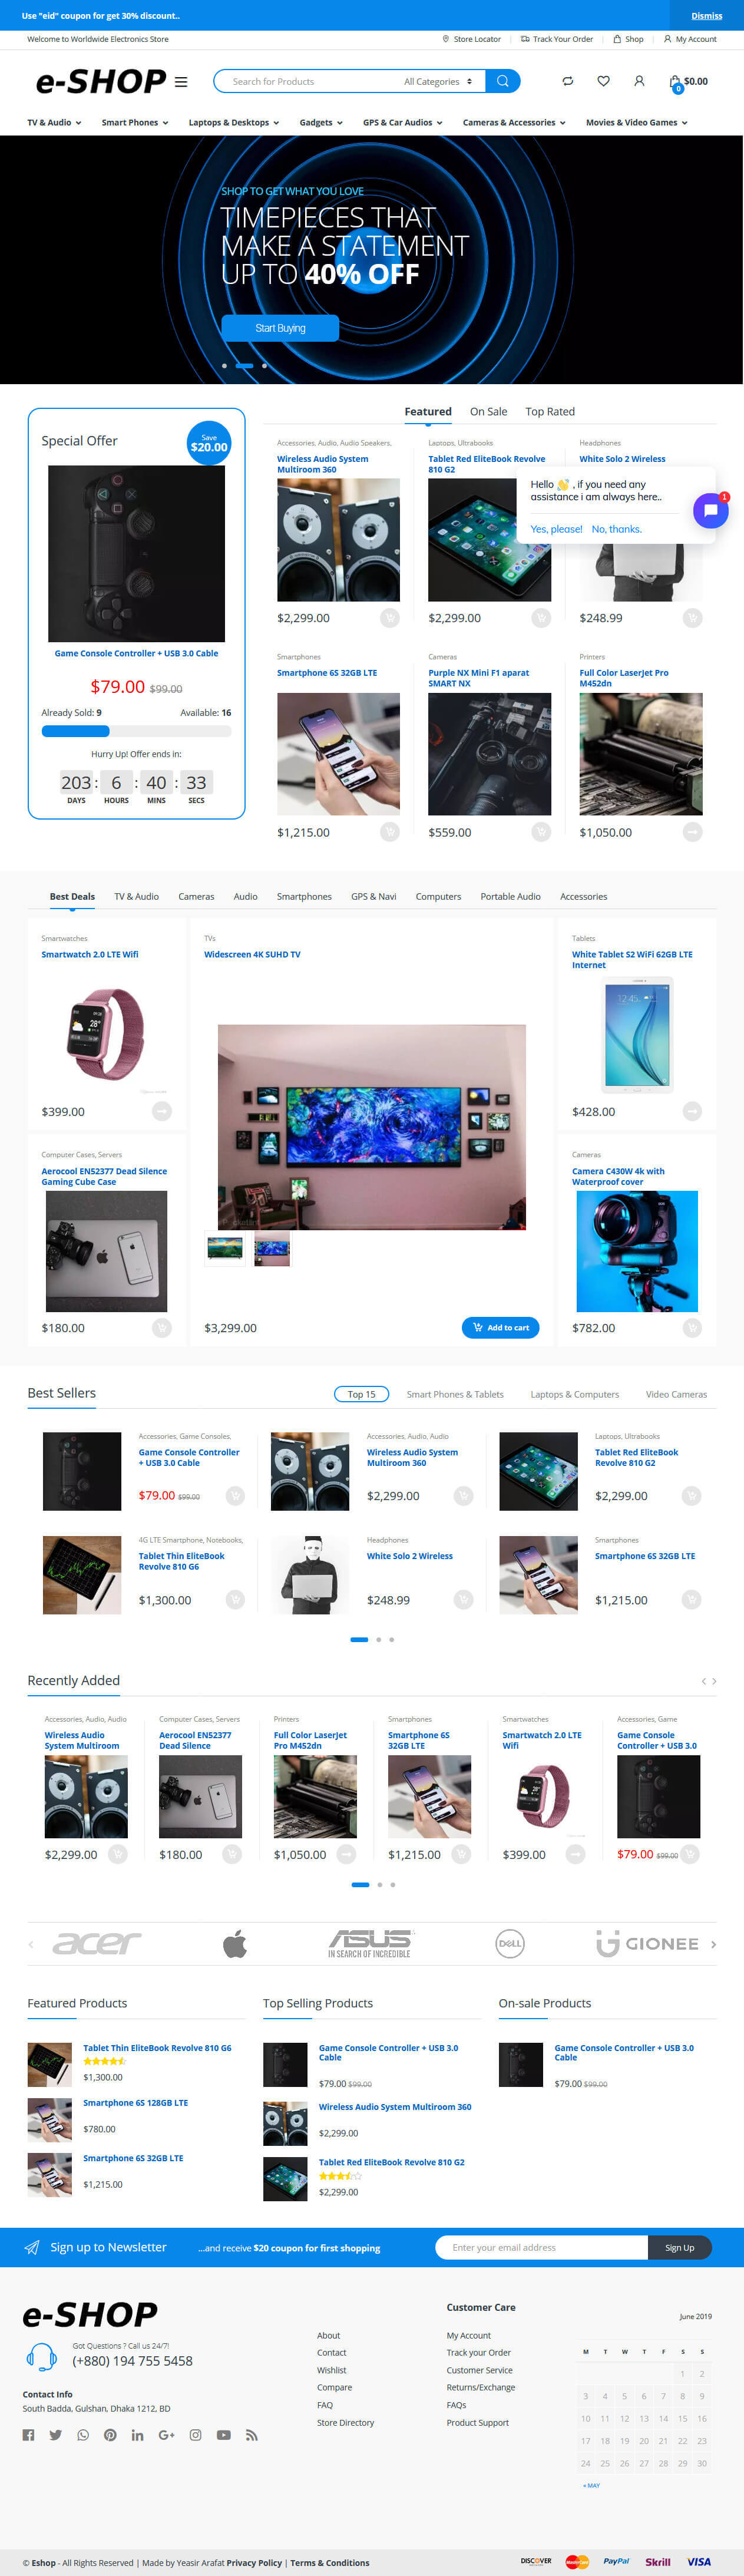 Use "eid" coupon for get 30% discount..
Dismiss
Welcome to Worldwide Electronics Store
Store Locator
Track Your Order
Shop
My Account
e-SHOP
Search for Products
All Categories
$0.00
0
TV & Audio
Smart Phones
Laptops & Desktops
Gadgets
GPS & Car Audios
Cameras & Accessories
Movies & Video Games
SHOP TO GET WHAT YOU LOVE
TIMEPIECES THAT
MAKE A STATEMENT
UP TO 40% OFF
Start Buying
Special Offer
Save
$20.00
Game Console Controller + USB 3.0 Cable
$79.00 $99.00
Already Sold: 9
Available: 16
Hurry Up! Offer ends in:
203 : 6 : 40 : 33
DAYS HOURS MINS SECS
Featured
On Sale
Top Rated
Accessories, Audio, Audio Speakers,
Wireless Audio System
Multiroom 360
$2,299.00
Laptops, Ultrabooks
Tablet Red EliteBook Revolve
810 G2
$2,299.00
Headphones
White Solo 2 Wireless
$248.99
Hello 👋 , if you need any
assistance i am always here..
Yes, please! No, thanks.
1
Smartphones
Smartphone 6S 32GB LTE
$1,215.00
Cameras
Purple NX Mini F1 aparat
SMART NX
$559.00
Printers
Full Color LaserJet Pro
M452dn
$1,050.00
Best Deals
TV & Audio
Cameras
Audio
Smartphones
GPS & Navi
Computers
Portable Audio
Accessories
Smartwatches
Smartwatch 2.0 LTE Wifi
28°
$399.00
TVs
Widescreen 4K SUHD TV
$3,299.00
Add to cart
Tablets
White Tablet S2 WiFi 62GB LTE
Internet
12:45
$428.00
Computer Cases, Servers
Aerocool EN52377 Dead Silence
Gaming Cube Case
$180.00
Cameras
Camera C430W 4k with
Waterproof cover
$782.00
Best Sellers
Top 15
Smart Phones & Tablets
Laptops & Computers
Video Cameras
Accessories, Game Consoles,
Game Console Controller
+ USB 3.0 Cable
$79.00 $99.00
Accessories, Audio, Audio
Wireless Audio System
Multiroom 360
$2,299.00
Laptops, Ultrabooks
Tablet Red EliteBook
Revolve 810 G2
$2,299.00
4G LTE Smartphone, Notebooks,
Tablet Thin EliteBook
Revolve 810 G6
$1,300.00
Headphones
White Solo 2 Wireless
$248.99
Smartphones
Smartphone 6S 32GB LTE
$1,215.00
Recently Added
Accessories, Audio, Audio
Wireless Audio
System Multiroom
$2,299.00
Computer Cases, Servers
Aerocool EN52377
Dead Silence
$180.00
Printers
Full Color LaserJet
Pro M452dn
$1,050.00
Smartphones
Smartphone 6S
32GB LTE
$1,215.00
Smartwatches
Smartwatch 2.0 LTE
Wifi
$399.00
Accessories, Game
Game Console
Controller + USB 3.0
$79.00 $99.00
acer
ASUS
IN SEARCH OF INCREDIBLE
DELL
GIONEE
Featured Products
Tablet Thin EliteBook Revolve 810 G6
$1,300.00
Smartphone 6S 128GB LTE
$780.00
Smartphone 6S 32GB LTE
$1,215.00
Top Selling Products
Game Console Controller + USB 3.0
Cable
$79.00 $99.00
Wireless Audio System Multiroom 360
$2,299.00
Tablet Red EliteBook Revolve 810 G2
$2,299.00
On-sale Products
Game Console Controller + USB 3.0
Cable
$79.00 $99.00
Sign up to Newsletter
...and receive $20 coupon for first shopping
Enter your email address
Sign Up
e-SHOP
Got Questions ? Call us 24/7!
(+880) 194 755 5458
Contact Info
South Badda, Gulshan, Dhaka 1212, BD
About
Contact
Wishlist
Compare
FAQ
Store Directory
Customer Care
My Account
Track your Order
Customer Service
Returns/Exchange
FAQs
Product Support
June 2019
M T W T F S S
1 2
3 4 5 6 7 8 9
10 11 12 13 14 15 16
17 18 19 20 21 22 23
24 25 26 27 28 29 30
« MAY
© Eshop - All Rights Reserved | Made by Yeasir Arafat Privacy Policy | Terms & Conditions
DISCOVER
MasterCard
PayPal
Skrill
VISA